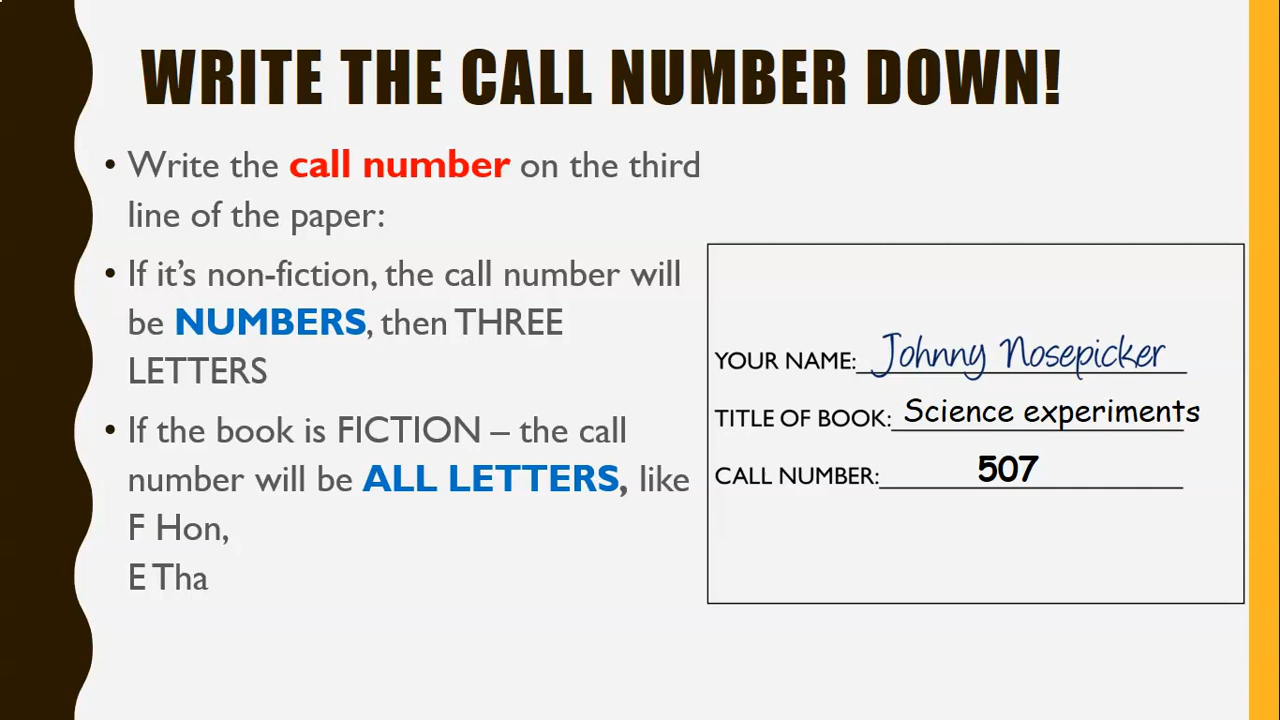 WRITE THE CALL NUMBER DOWN!
• Write the call number on the third
line of the paper:
• If it's non-fiction, the call number will
be NUMBERS, then THREE
LETTERS
• If the book is FICTION – the call
number will be ALL LETTERS, like
F Hon,
E Tha
YOUR NAME: Johnny Nosepicker
TITLE OF BOOK: Science experiments
CALL NUMBER: 507